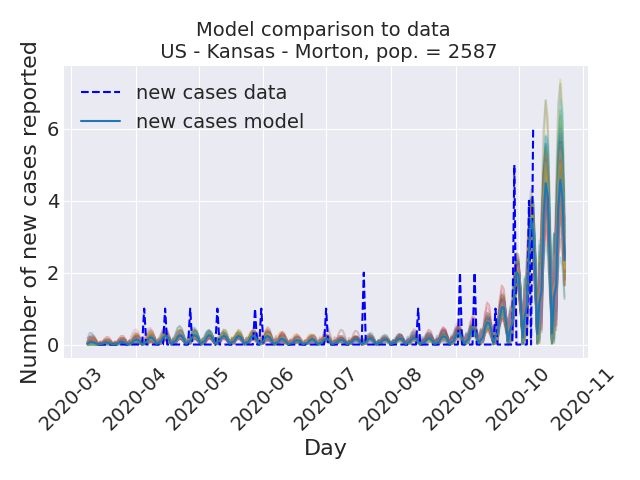 Model comparison to data
US - Kansas - Morton, pop. = 2587
new cases data
new cases model
Number of new cases reported
6
4
2
0
2020-03
2020-04
2020-05
2020-06
2020-07
2020-08
2020-09
2020-10
2020-11
Day